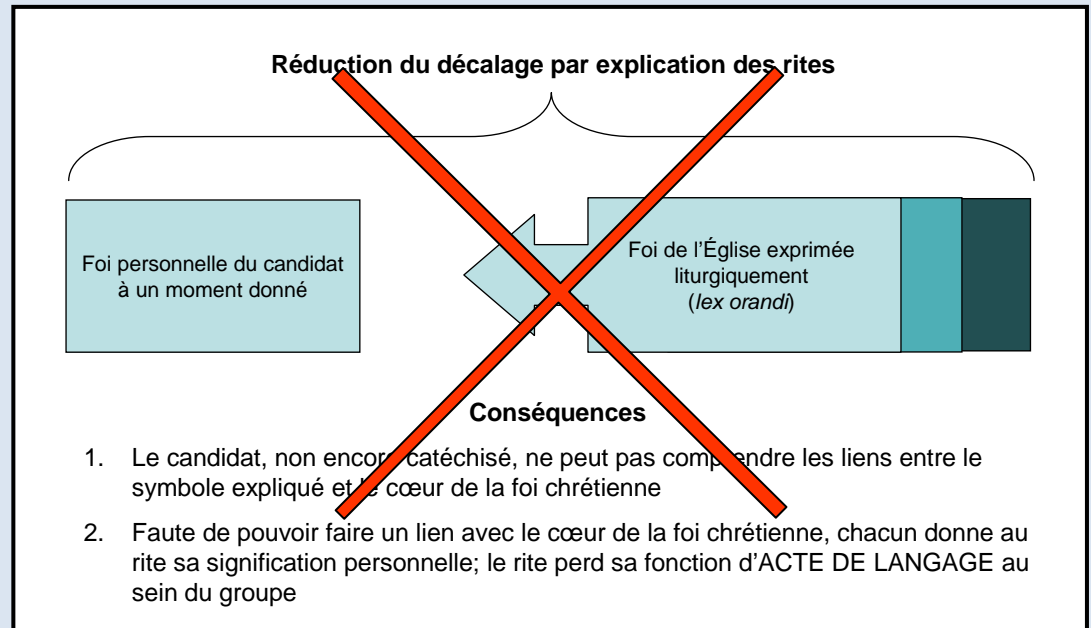 Réduction du décalage par explication des rites
Foi personnelle du candidat
à un moment donné
Foi de l'Église exprimée
liturgiquement
(lex orandi)
Conséquences
1. Le candidat, non encore catéchisé, ne peut pas comprendre les liens entre le
symbole expliqué et le cœur de la foi chrétienne
2. Faute de pouvoir faire un lien avec le cœur de la foi chrétienne, chacun donne au
rite sa signification personnelle; le rite perd sa fonction d'ACTE DE LANGAGE au
sein du groupe